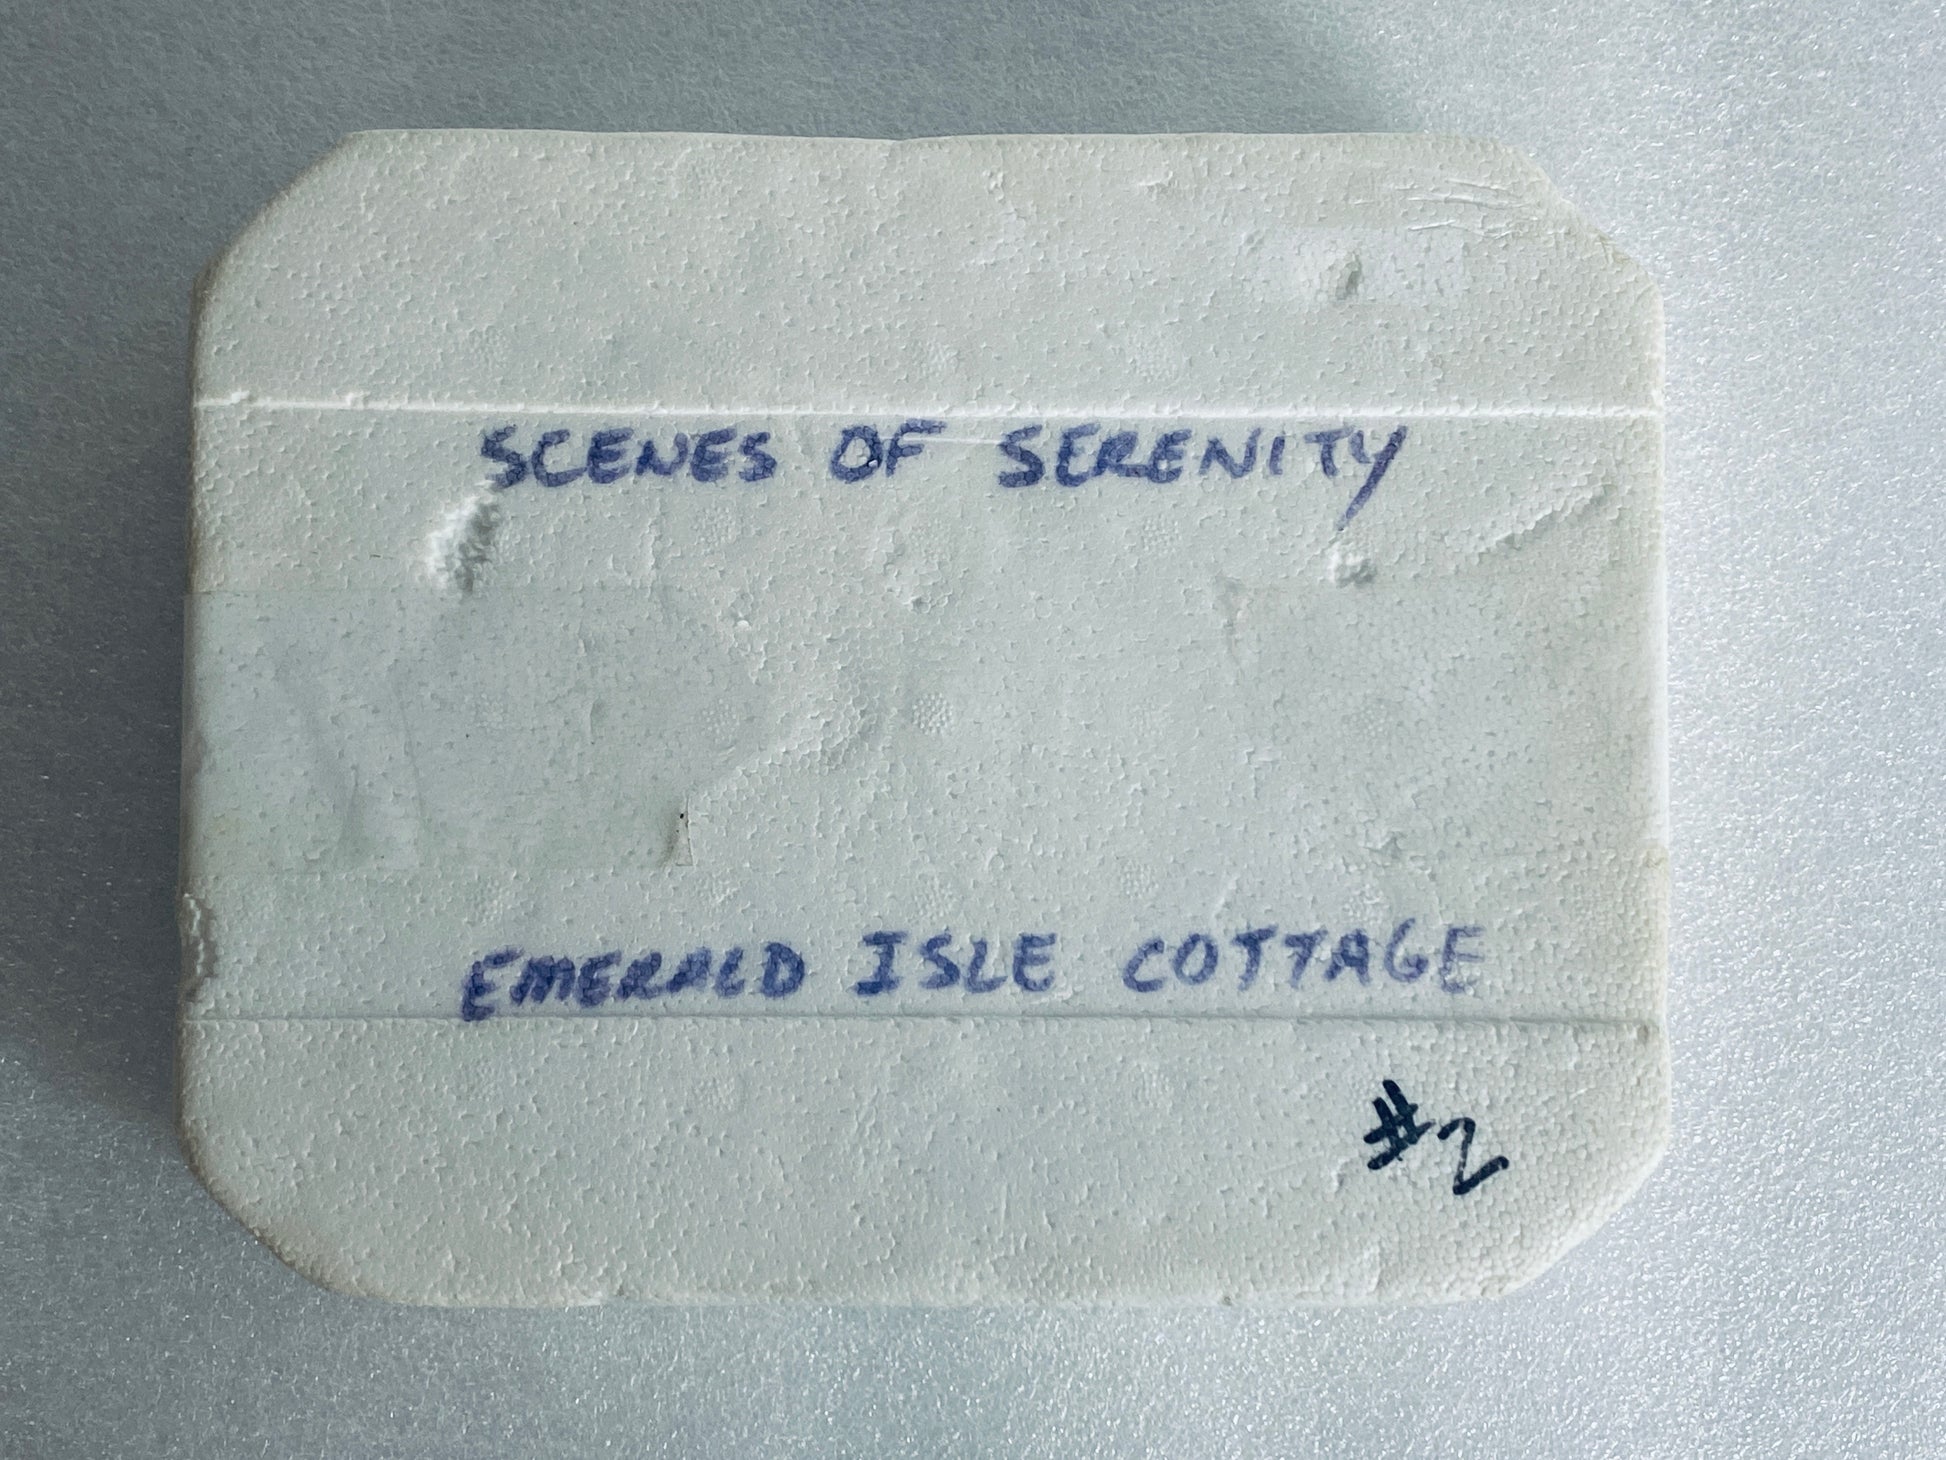 SCENES OF SERENITY
EMERALD ISLE COTTAGE
#2